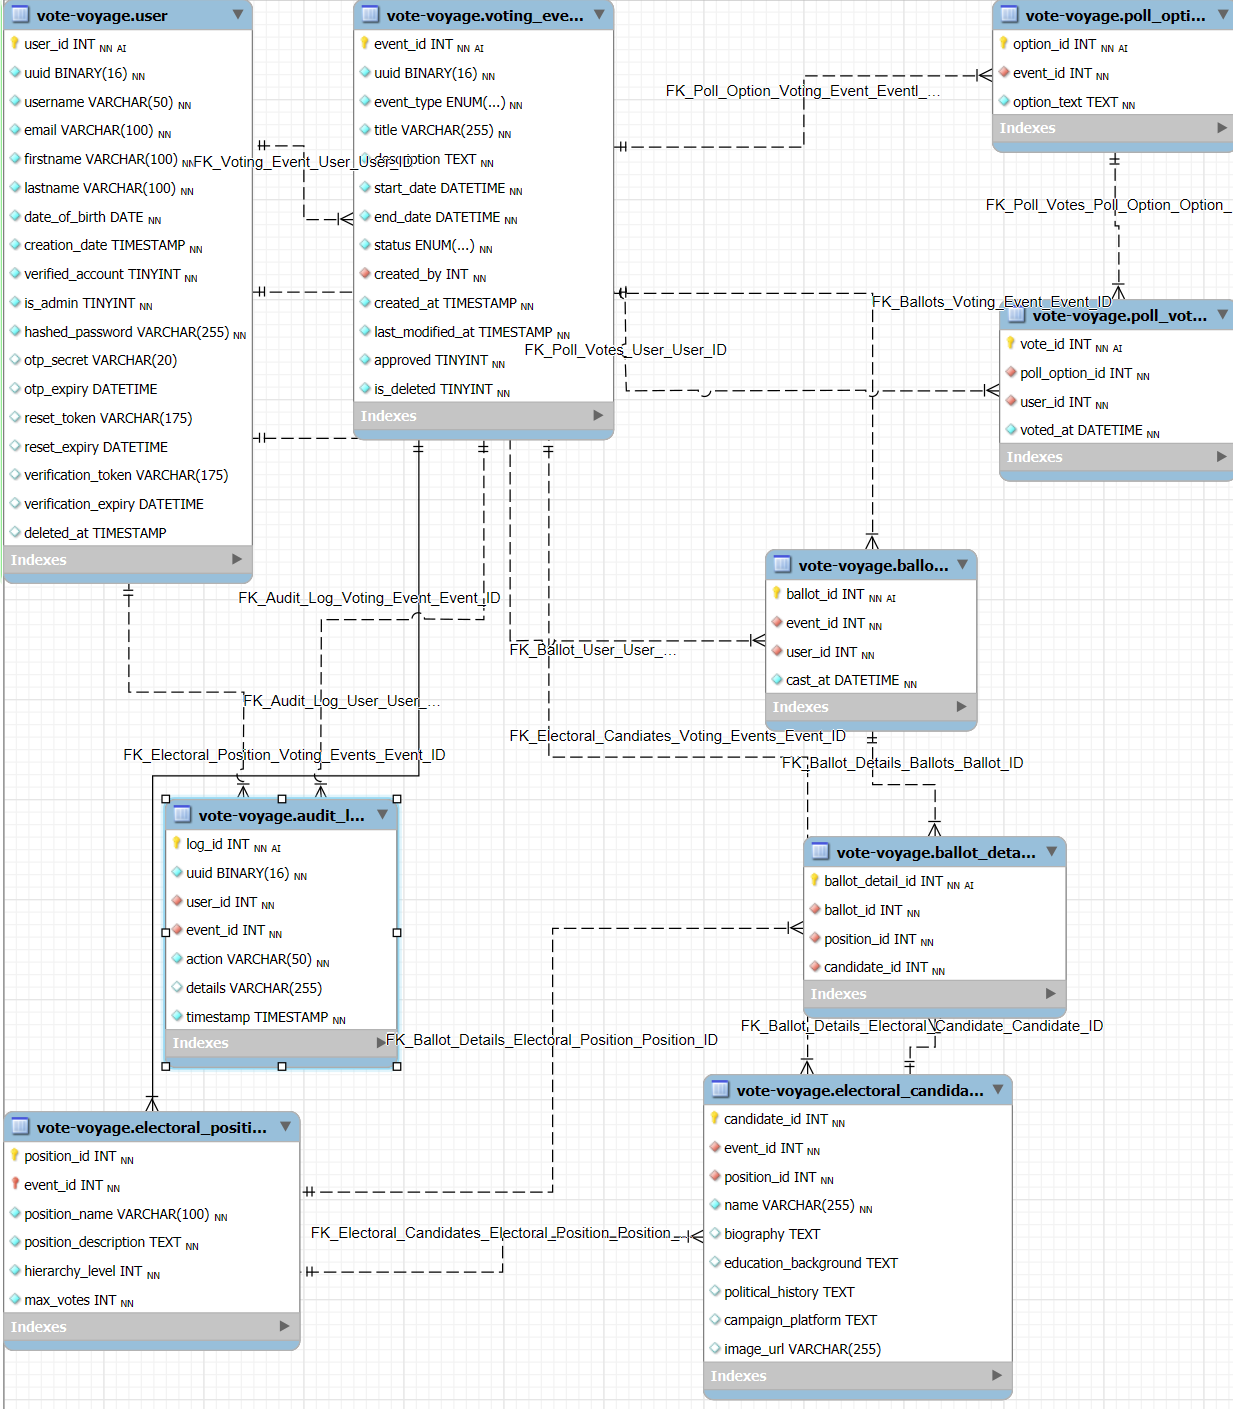 vote-voyage.user
user_id INT NN AI
uuid BINARY(16) NN
username VARCHAR(50) NN
email VARCHAR(100) NN
firstname VARCHAR(100) NN
lastname VARCHAR(100) NN
date_of_birth DATE NN
creation_date TIMESTAMP NN
verified_account TINYINT NN
is_admin TINYINT NN
hashed_password VARCHAR(255) NN
otp_secret VARCHAR(20)
otp_expiry DATETIME
reset_token VARCHAR(175)
reset_expiry DATETIME
verification_token VARCHAR(175)
verification_expiry DATETIME
deleted_at TIMESTAMP
Indexes
FK_Voting_Event_User_User_ID
vote-voyage.voting_eve...
event_id INT NN AI
uuid BINARY(16) NN
event_type ENUM(...) NN
title VARCHAR(255) NN
description TEXT NN
start_date DATETIME NN
end_date DATETIME NN
status ENUM(...) NN
created_by INT NN
created_at TIMESTAMP NN
last_modified_at TIMESTAMP NN
approved TINYINT NN
is_deleted TINYINT NN
Indexes
FK_Poll_Option_Voting_Event_EventI_...
vote-voyage.poll_opti...
option_id INT NN AI
event_id INT NN
option_text TEXT NN
Indexes
FK_Poll_Votes_Poll_Option_Option_
FK_Ballots_Voting_Event_Event_ID
FK_Poll_Votes_User_User_ID
vote-voyage.poll_vot...
vote_id INT NN AI
poll_option_id INT NN
user_id INT NN
voted_at DATETIME NN
Indexes
vote-voyage.ballo...
ballot_id INT NN AI
event_id INT NN
user_id INT NN
cast_at DATETIME NN
Indexes
FK_Audit_Log_Voting_Event_Event_ID
FK_Ballot_User_User_...
FK_Audit_Log_User_User_...
FK_Electoral_Candiates_Voting_Events_Event_ID
FK_Electoral_Position_Voting_Events_Event_ID
FK_Ballot_Details_Ballots_Ballot_ID
vote-voyage.audit_l...
log_id INT NN AI
uuid BINARY(16) NN
user_id INT NN
event_id INT NN
action VARCHAR(50) NN
details VARCHAR(255)
timestamp TIMESTAMP NN
Indexes
vote-voyage.ballot_deta...
ballot_detail_id INT NN AI
ballot_id INT NN
position_id INT NN
candidate_id INT NN
Indexes
FK_Ballot_Details_Electoral_Candidate_Candidate_ID
FK_Ballot_Details_Electoral_Position_Position_ID
vote-voyage.electoral_positi...
position_id INT NN
event_id INT NN
position_name VARCHAR(100) NN
position_description TEXT NN
hierarchy_level INT NN
max_votes INT NN
Indexes
FK_Electoral_Candidates_Electoral_Position_Position_...
vote-voyage.electoral_candida...
candidate_id INT NN
event_id INT NN
position_id INT NN
name VARCHAR(255) NN
biography TEXT
education_background TEXT
political_history TEXT
campaign_platform TEXT
image_url VARCHAR(255)
Indexes